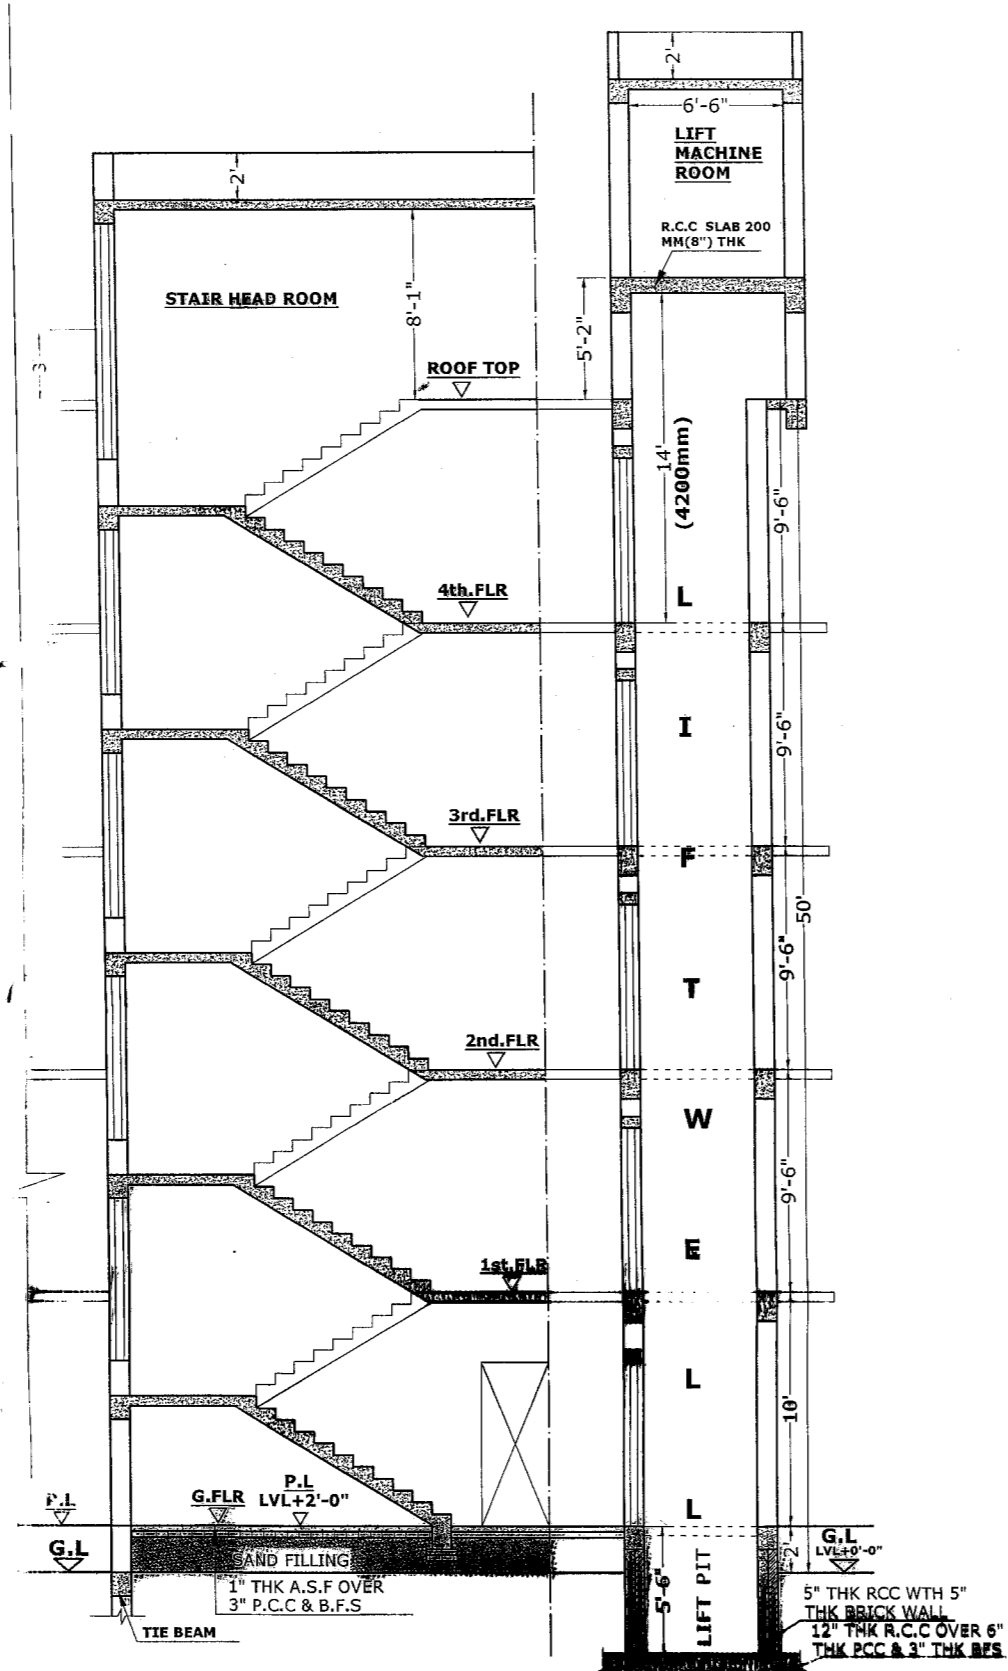 2'
6'-6"
LIFT
MACHINE
ROOM
2'-
R.C.C SLAB 200
MM(8") THK
STAIR HEAD ROOM
8'-1"
5'-2"
3
ROOF TOP
14'
(4200mm)
9'-6"
4th.FLR
L
I
9'-6"
3rd.FLR
F
50'
9'-6"
T
2nd.FLR
W
9'-6"
E
1st.FLR
L
10'
P.L
LVL+2'-0"
P.L
G.FLR
L
G.L
G.L
LVL+0'-0"
2'
SAND FILLING
1" THK A.S.F OVER
3" P.C.C & B.F.S
5'-6"
LIFT PIT
5" THK RCC WTH 5"
THK BRICK WALL
12" THK R.C.C OVER 6"
THK PCC & 3" THK BFS
TIE BEAM